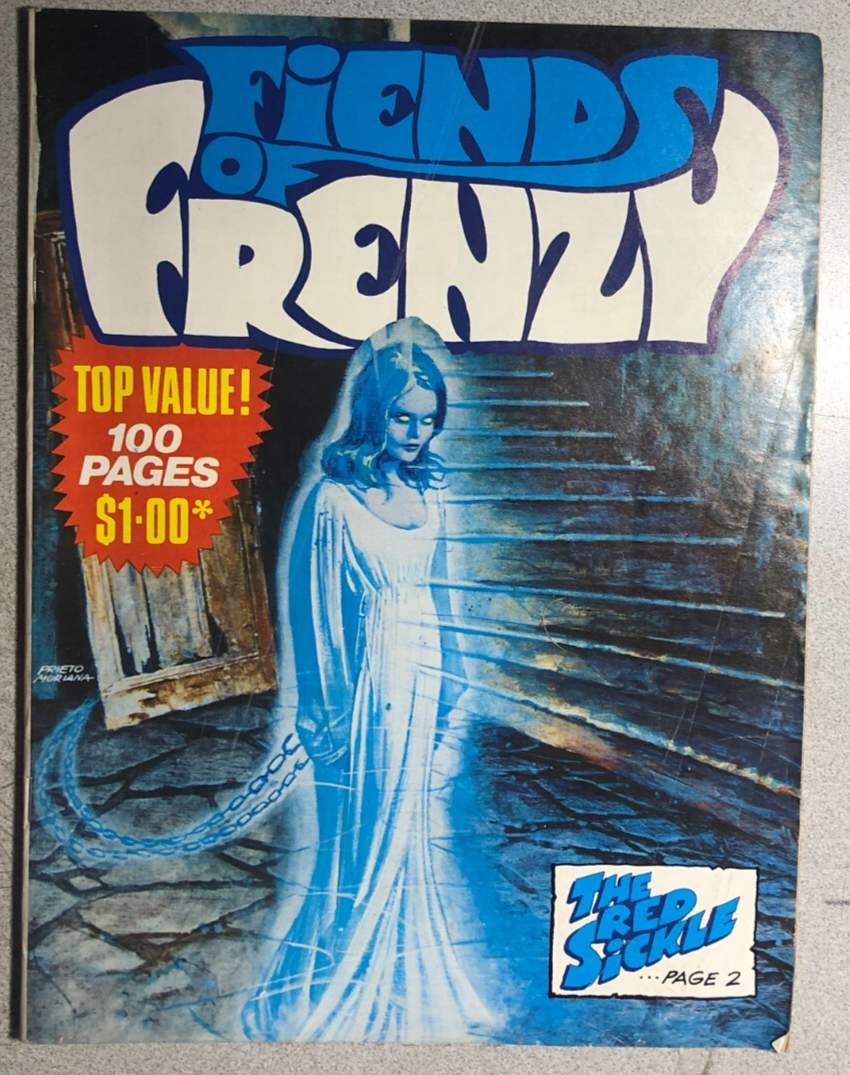 FiENDS
OF
FRENZY
TOP VALUE!
100
PAGES
$1·00*
PRIETO
MURIANA
THE
RED
SiCKLE
...PAGE 2